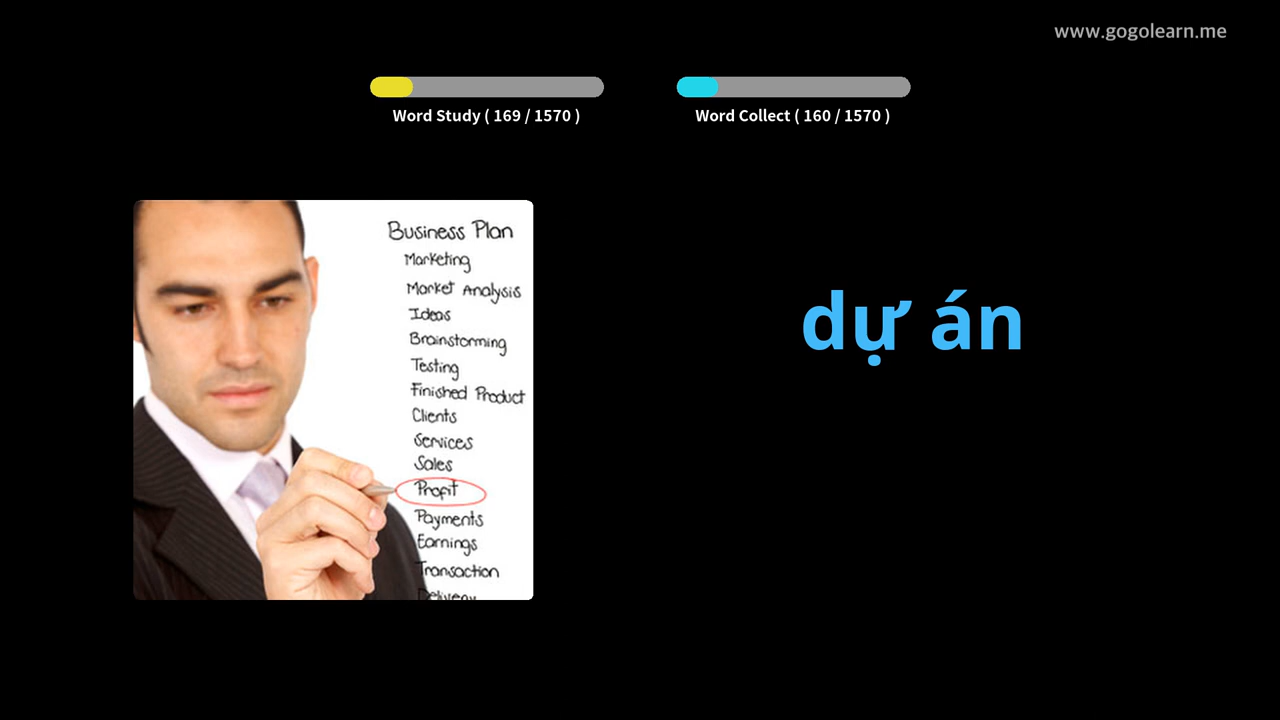 www.gogolearn.me
Word Study ( 169 / 1570 )
Word Collect ( 160 / 1570 )
Business Plan
Marketing
Market Analysis
Ideas
Brainstorming
Testing
Finished Product
Clients
Services
Sales
Profit
Payments
Earnings
Transaction
Delivery
dự án